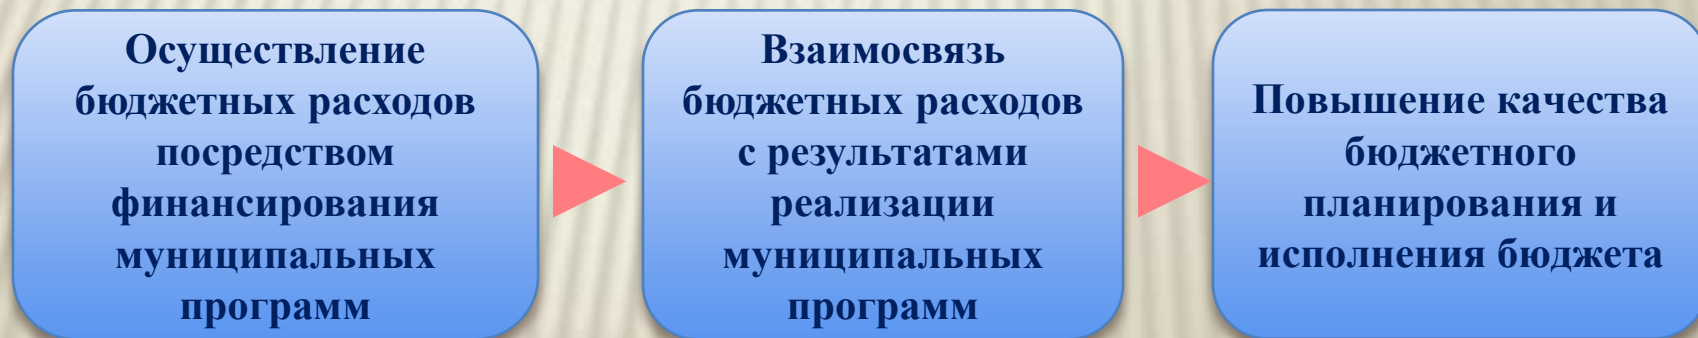 Осуществление
бюджетных расходов
посредством
финансирования
муниципальных
программ
Взаимосвязь
бюджетных расходов
с результатами
реализации
муниципальных
программ
Повышение качества
бюджетного
планирования и
исполнения бюджета